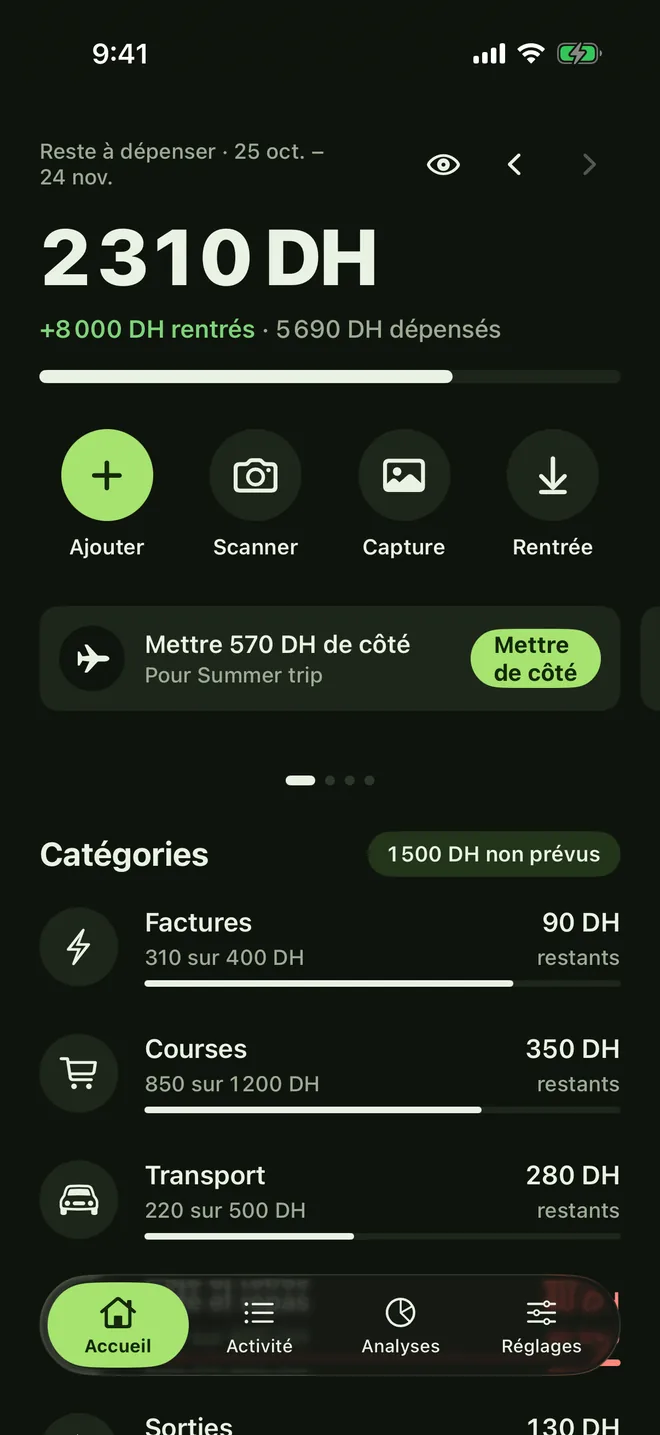 9:41
Reste à dépenser · 25 oct. –
24 nov.
2 310 DH
+8 000 DH rentrés · 5 690 DH dépensés
Ajouter
Scanner
Capture
Rentrée
Mettre 570 DH de côté
Pour Summer trip
Mettre
de côté
Catégories
1 500 DH non prévus
Factures
90 DH
310 sur 400 DH
restants
Courses
350 DH
850 sur 1 200 DH
restants
Transport
280 DH
220 sur 500 DH
restants
Accueil
Activité
Analyses
Réglages
Sorties
130 DH